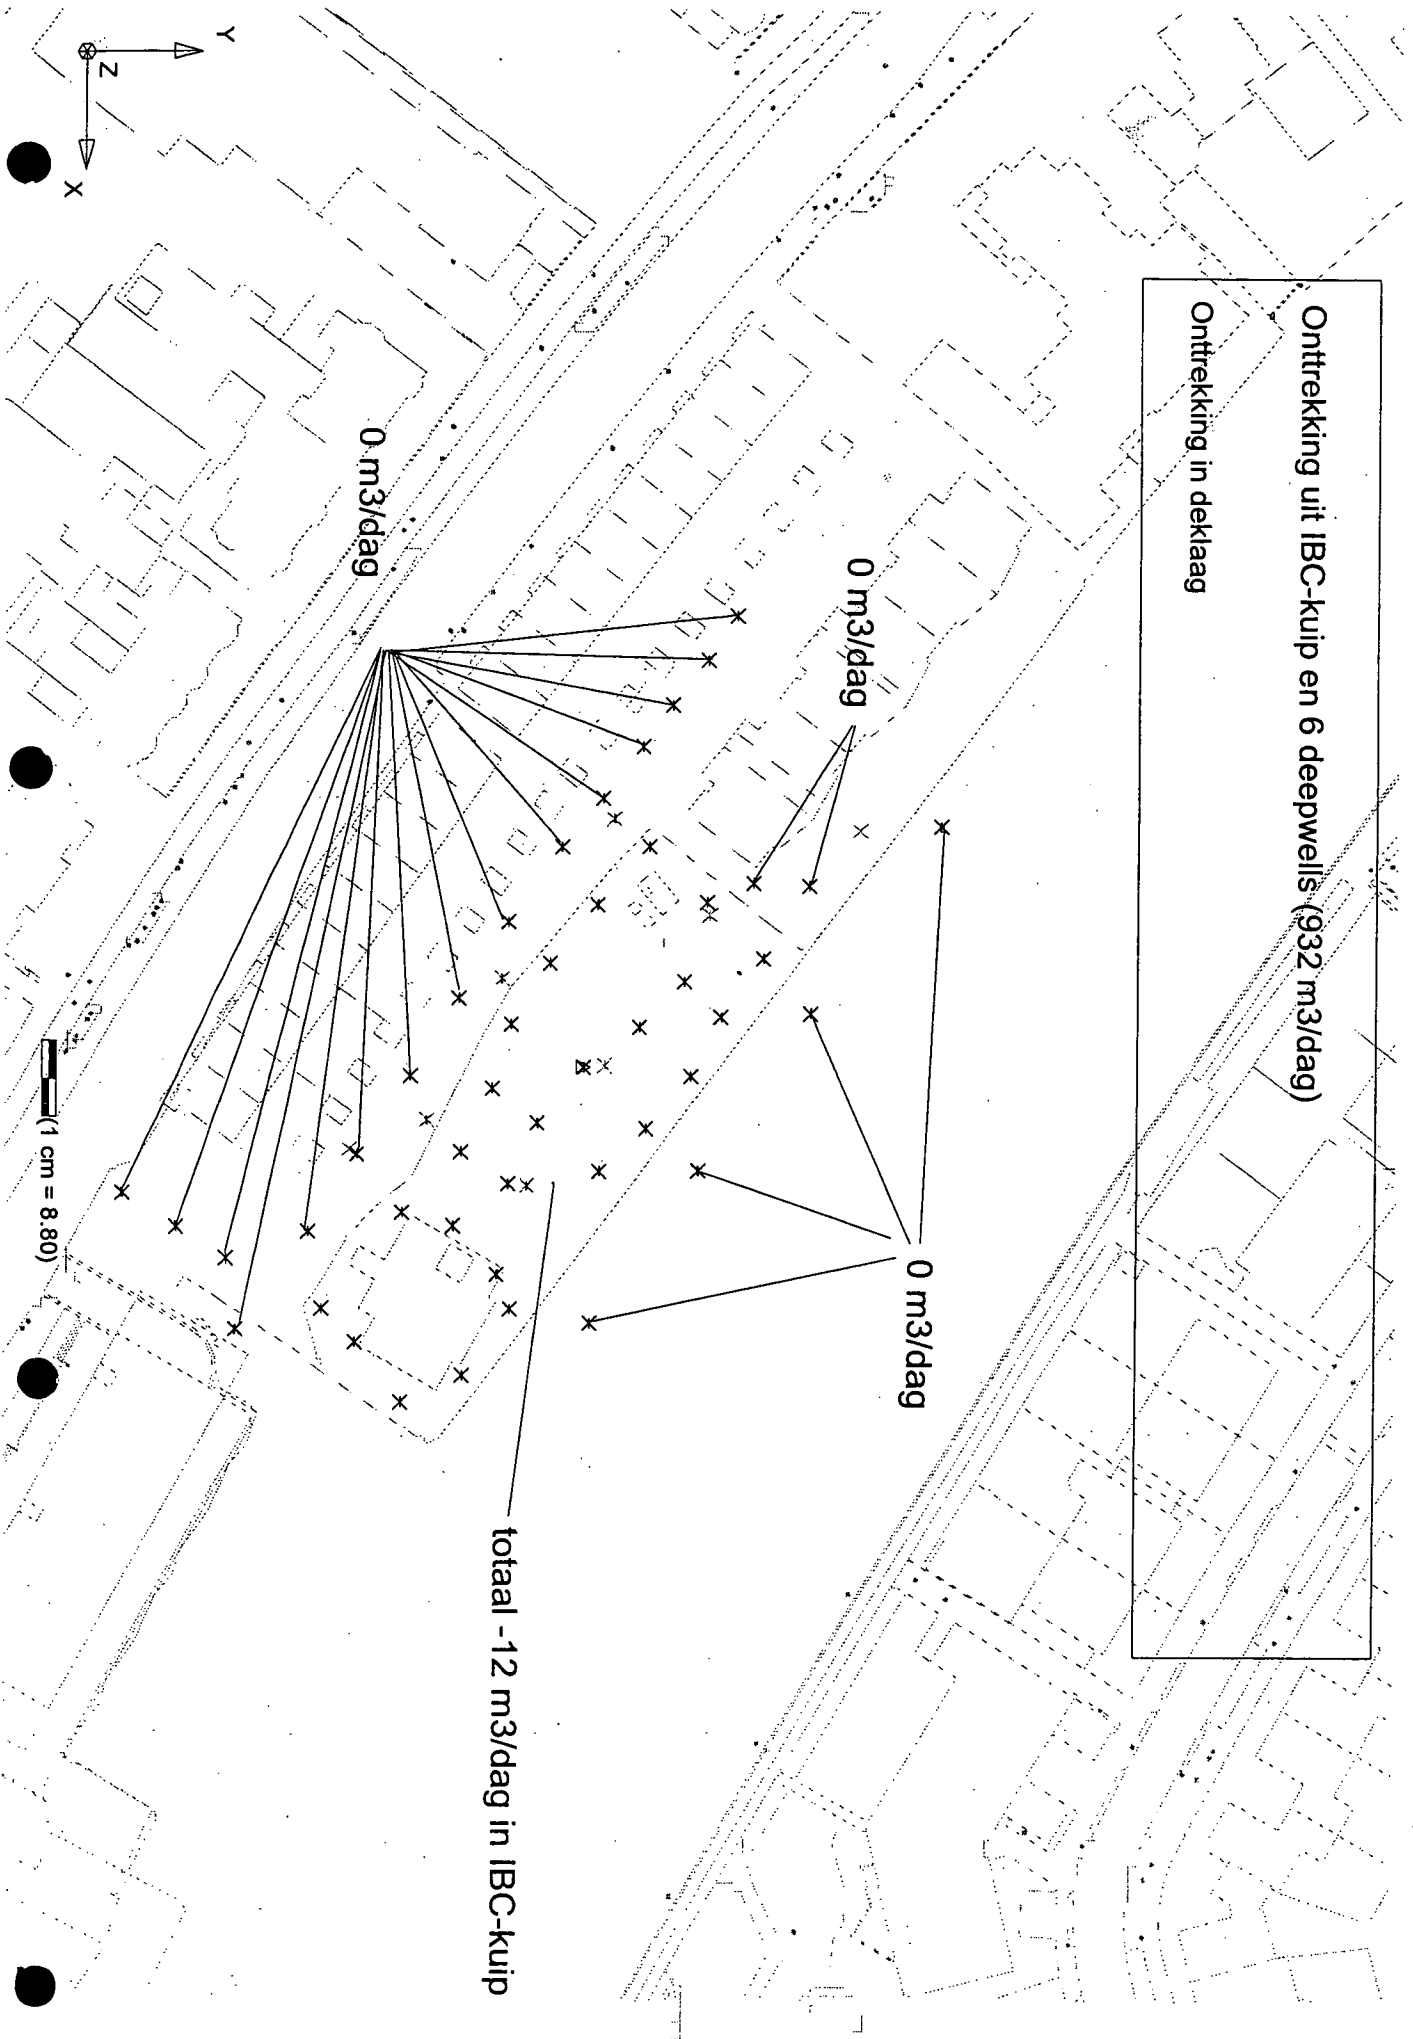 Onttrekking uit IBC-kuip en 6 deepwells (932 m3/dag)
Onttrekking in deklaag
0 m3/dag
0 m3/dag
0 m3/dag
totaal -12 m3/dag in IBC-kuip
(1 cm = 8.80)
Y
Z
X